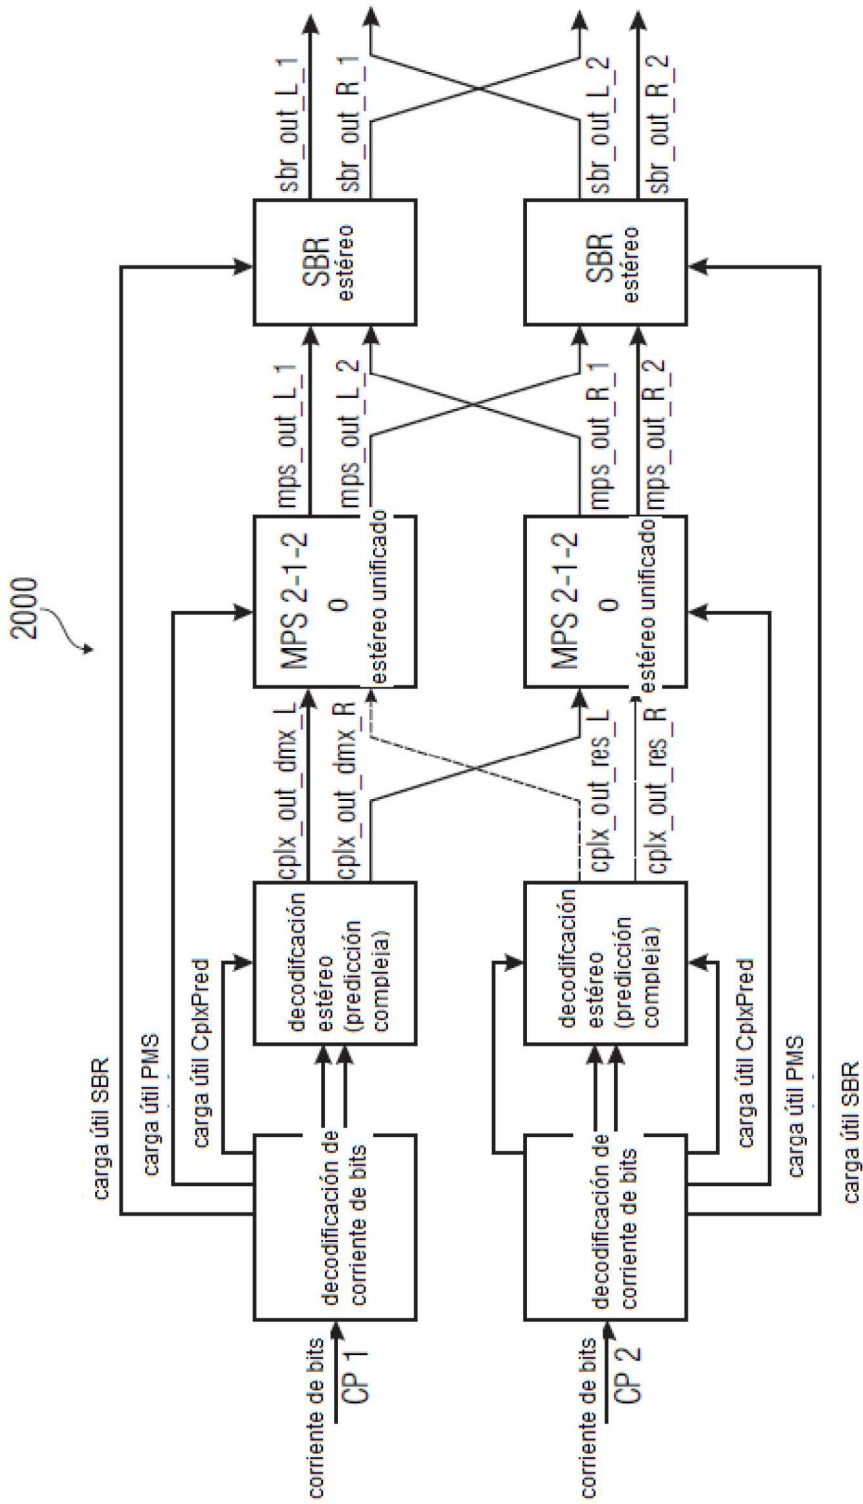 2000
carga útil SBR
carga útil PMS
carga útil CplxPred
corriente de bits
CP 1
decodificación de
corriente de bits
decodifcación
estéreo
(predicción
compleja)
cplx_out_dmx_L
cplx_out_dmx_R
MPS 2-1-2
O
estéreo unificado
mps_out_L_1
mps_out_L_2
SBR
estéreo
sbr_out_L_1
sbr_out_R_1
corriente de bits
CP 2
decodificación de
corriente de bits
decodificación
estéreo
(predicción
compleja)
cplx_out_res_L
cplx_out_res_R
MPS 2-1-2
O
estéreo unificado
mps_out_R_1
mps_out_R_2
SBR
estéreo
sbr_out_L_2
sbr_out_R_2
carga útil CplxPred
carga útil PMS
carga útil SBR